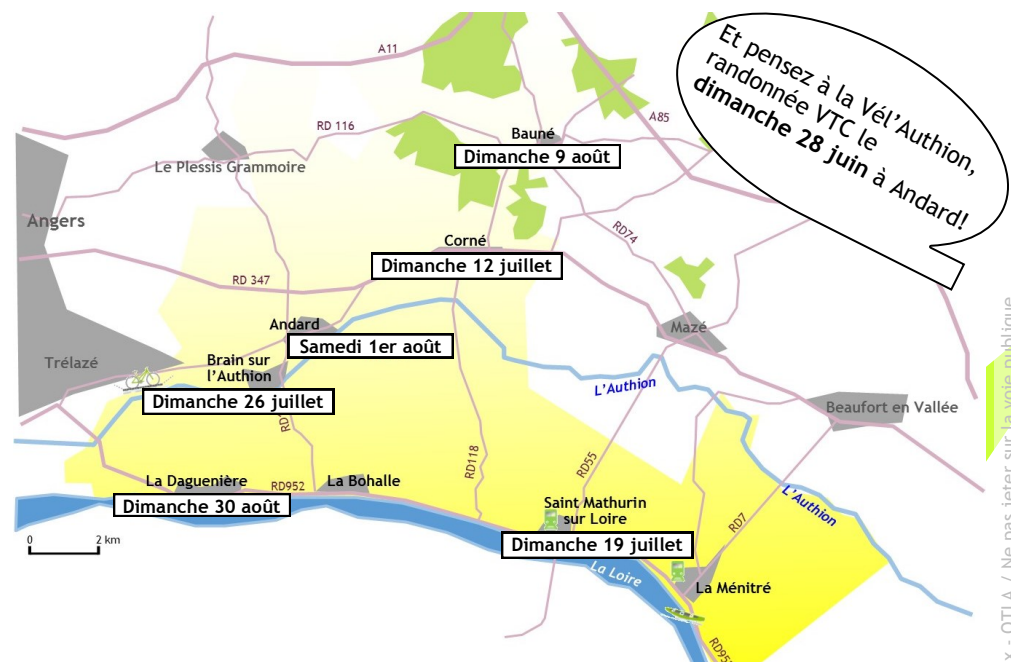 Et pensez à la Vél'Authion,
randonnée VTC le
dimanche 28 juin à Andard!
A11
A85
RD 116
Bauné
Dimanche 9 août
Le Plessis Grammoire
Angers
RD74
Corné
Dimanche 12 juillet
RD 347
Andard
Samedi 1er août
Mazé
Trélazé
Brain sur
l'Authion
Dimanche 26 juillet
L'Authion
Beaufort en Vallée
RD118
RD55
La Daguenière
RD952
La Bohalle
Dimanche 30 août
Saint Mathurin
sur Loire
Dimanche 19 juillet
L'Authion
RD7
0 2 km
La Loire
La Ménitré
- OTLA / Ne pas jeter sur la voie publique